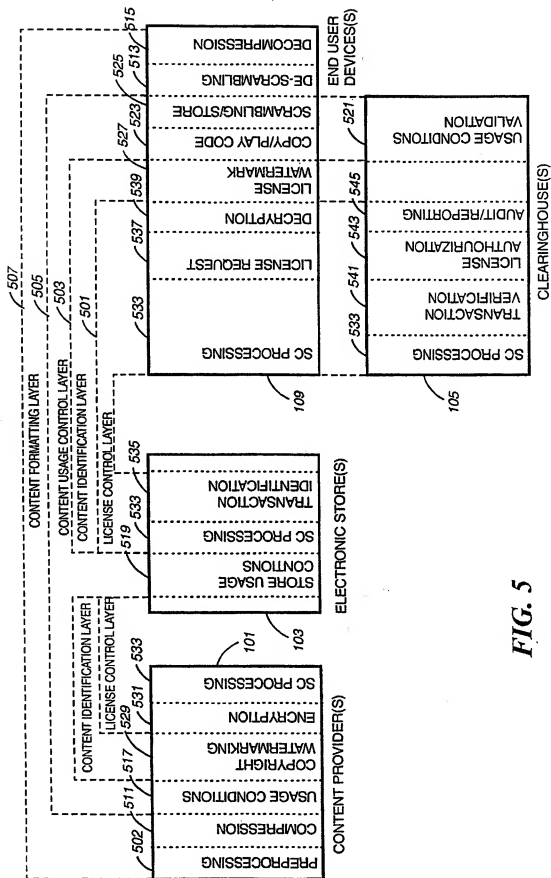 507
CONTENT FORMATTING LAYER
505
CONTENT USAGE CONTROL LAYER
503
CONTENT IDENTIFICATION LAYER
501
LICENSE CONTROL LAYER
CONTENT IDENTIFICATION LAYER
LICENSE CONTROL LAYER
502
PREPROCESSING
511
COMPRESSION
517
USAGE CONDITIONS
529
COPYRIGHT
WATERMARKING
531
ENCRYPTION
533
SC PROCESSING
101
CONTENT PROVIDER(S)
519
STORE USAGE
CONTIONS
533
SC PROCESSING
535
TRANSACTION
IDENTIFICATION
103
ELECTRONIC STORE(S)
533
SC PROCESSING
537
LICENSE REQUEST
539
DECRYPTION
527
LICENSE
WATERMARK
523
COPY/PLAY CODE
525
SCRAMBLING/STORE
513
DE-SCRAMBLING
515
DECOMPRESSION
109
END USER
DEVICES(S)
533
SC PROCESSING
541
TRANSACTION
VERIFICATION
543
LICENSE
AUTHOURIZATION
545
AUDIT/REPORTING
521
USAGE CONDITONS
VALIDATION
105
CLEARINGHOUSE(S)
FIG. 5